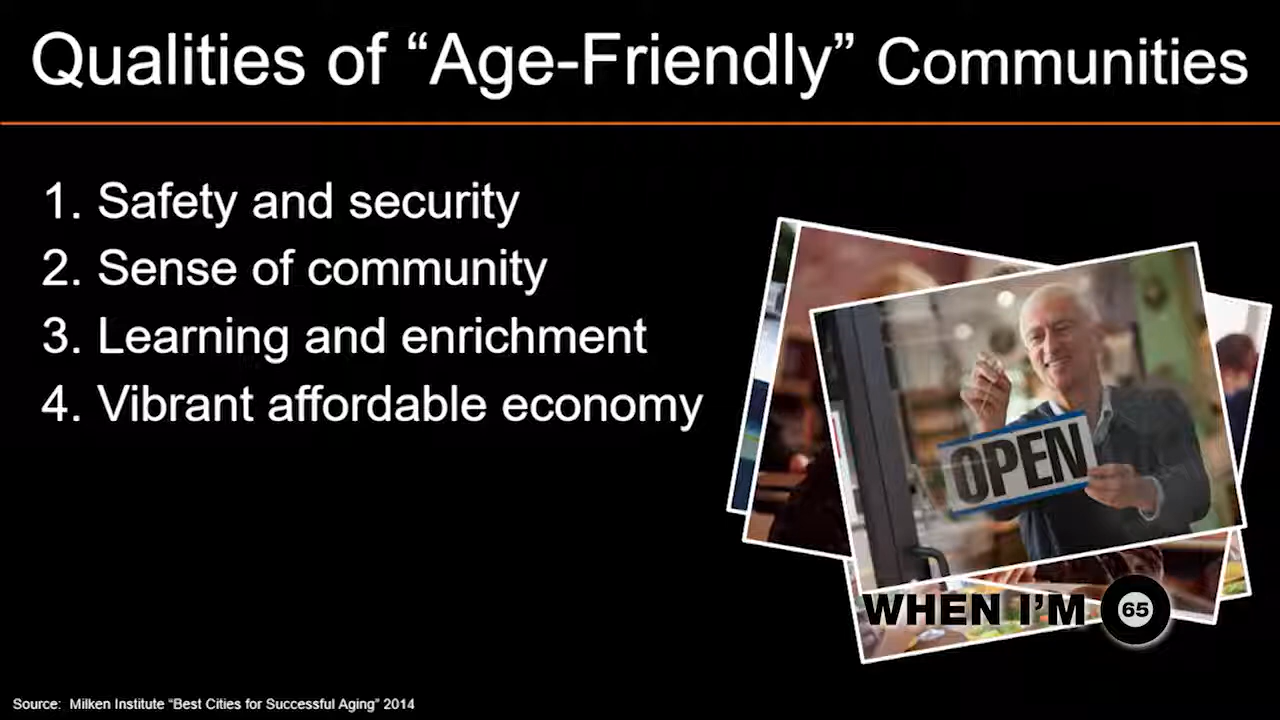 Qualities of “Age-Friendly” Communities
1. Safety and security
2. Sense of community
3. Learning and enrichment
4. Vibrant affordable economy
OPEN
WHEN I’M 65
Source: Milken Institute “Best Cities for Successful Aging” 2014